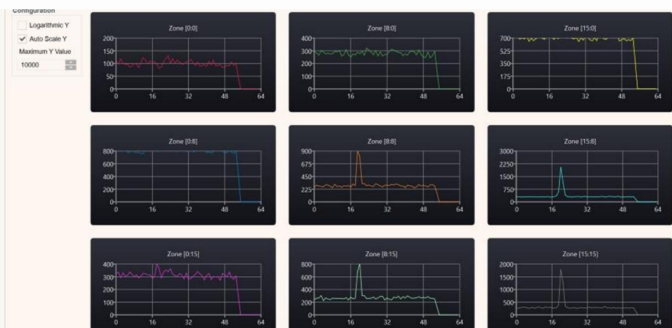 Configuration
Logarithmic Y
Auto Scale Y
Maximum Y Value
10000
Zone [0:0]
200
150
100
50
0
0 16 32 48 64
Zone [8:0]
400
300
200
100
0
0 16 32 48 64
Zone [15:0]
700
525
350
175
0
0 16 32 48 64
Zone [0:8]
800
600
400
200
0
0 16 32 48 64
Zone [8:8]
900
675
450
225
0
0 16 32 48 64
Zone [15:8]
3000
2250
1500
750
0
0 16 32 48 64
Zone [0:15]
400
300
200
100
0
0 16 32 48 64
Zone [8:15]
800
600
400
200
0
0 16 32 48 64
Zone [15:15]
2000
1500
1000
500
0
0 16 32 48 64